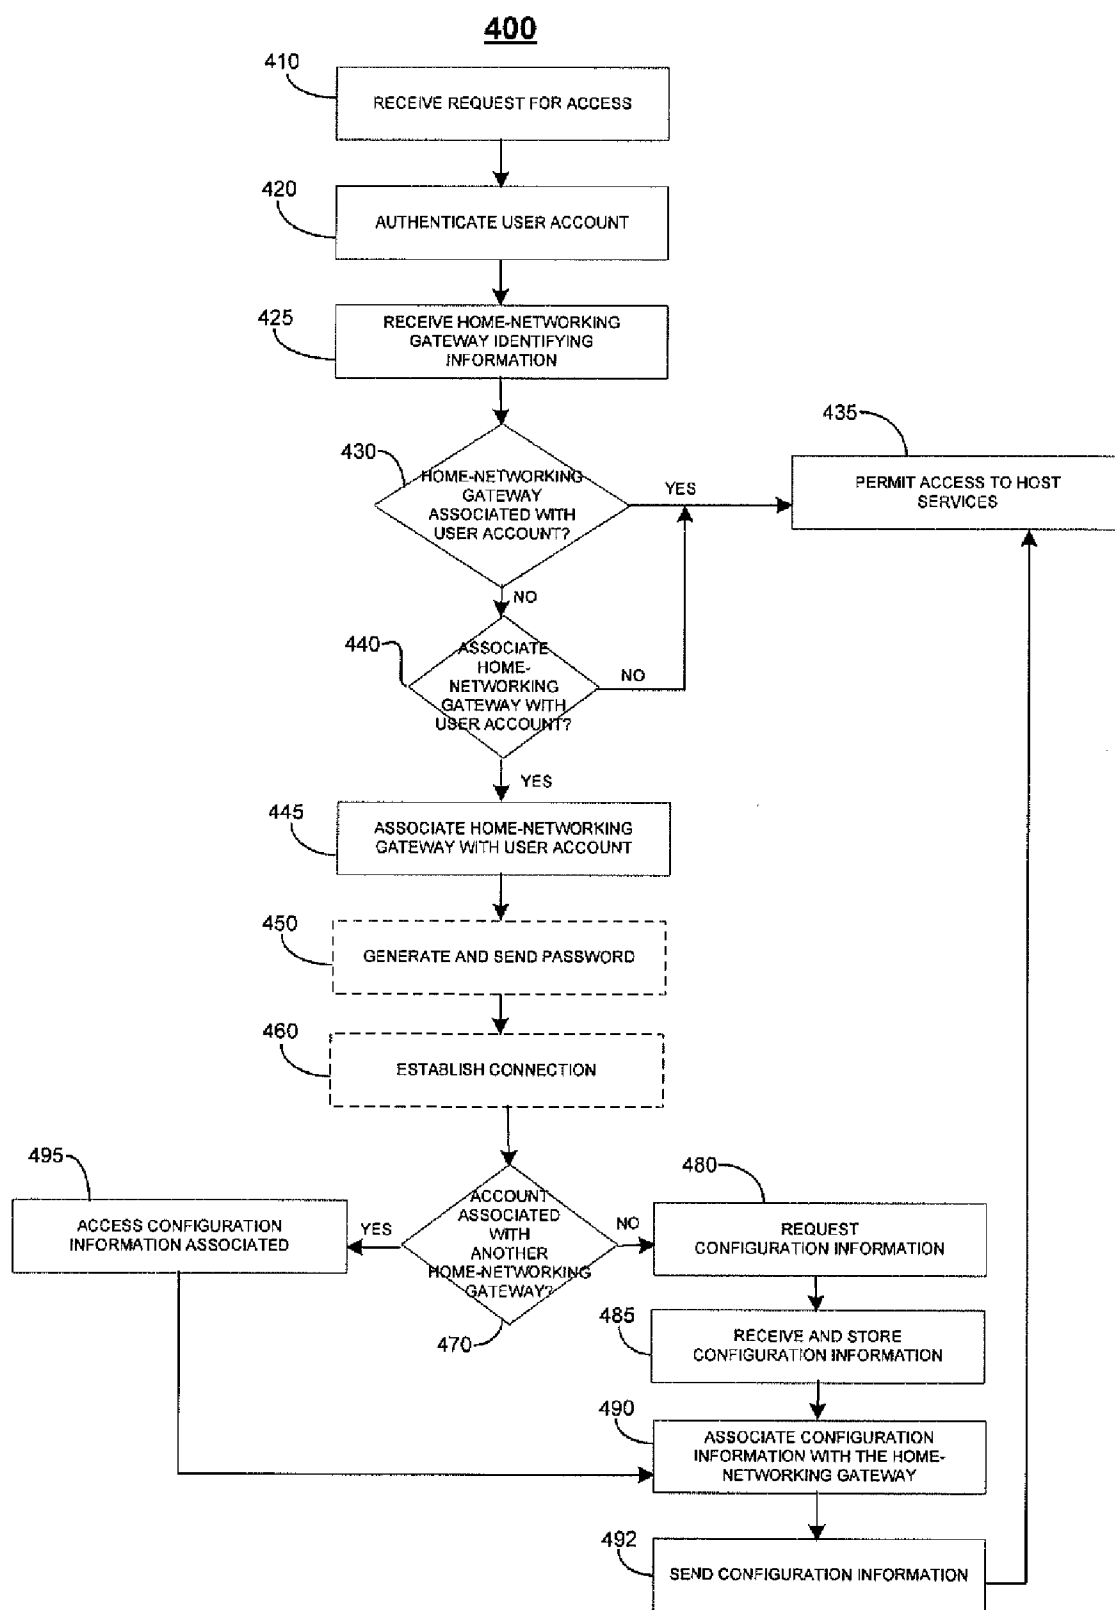 400
410
RECEIVE REQUEST FOR ACCESS
420
AUTHENTICATE USER ACCOUNT
425
RECEIVE HOME-NETWORKING
GATEWAY IDENTIFYING
INFORMATION
430
HOME-NETWORKING
GATEWAY
ASSOCIATED WITH
USER ACCOUNT?
YES
435
PERMIT ACCESS TO HOST
SERVICES
NO
440
ASSOCIATE
HOME-
NETWORKING
GATEWAY WITH
USER ACCOUNT?
NO
YES
445
ASSOCIATE HOME-NETWORKING
GATEWAY WITH USER ACCOUNT
450
GENERATE AND SEND PASSWORD
460
ESTABLISH CONNECTION
495
ACCESS CONFIGURATION
INFORMATION ASSOCIATED
YES
ACCOUNT
ASSOCIATED
WITH
ANOTHER
HOME-NETWORKING
GATEWAY?
470
NO
480
REQUEST
CONFIGURATION INFORMATION
485
RECEIVE AND STORE
CONFIGURATION INFORMATION
490
ASSOCIATE CONFIGURATION
INFORMATION WITH THE HOME-
NETWORKING GATEWAY
492
SEND CONFIGURATION INFORMATION